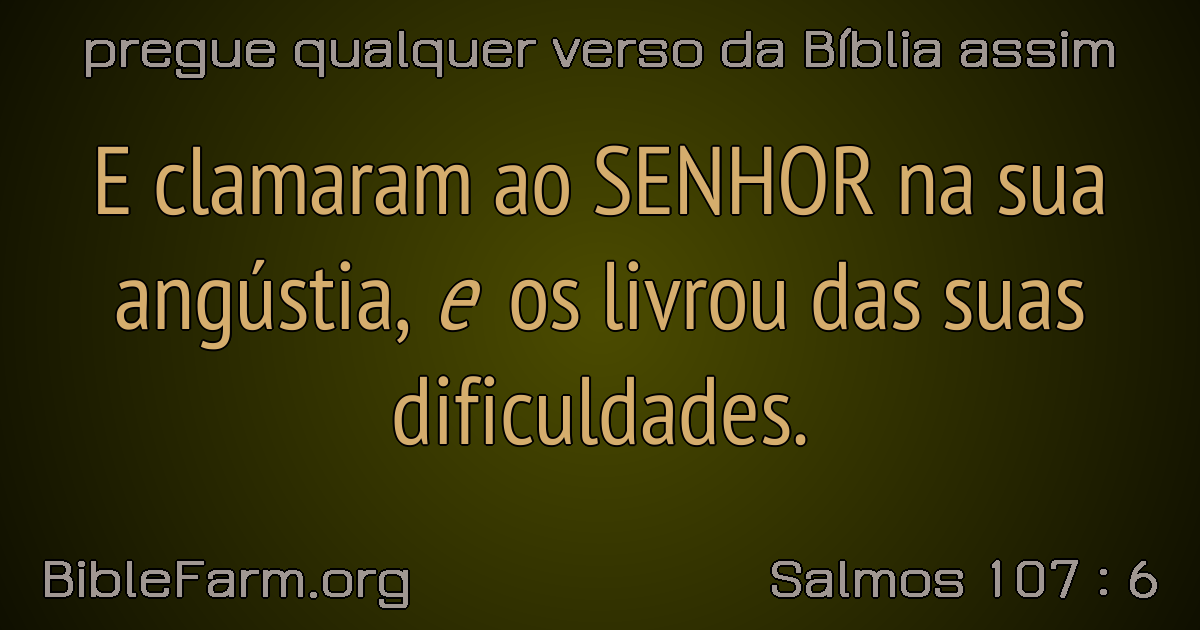 pregue qualquer verso da Bíblia assim
E clamaram ao SENHOR na sua
angústia, e os livrou das suas
dificuldades.
BibleFarm.org
Salmos 107 : 6